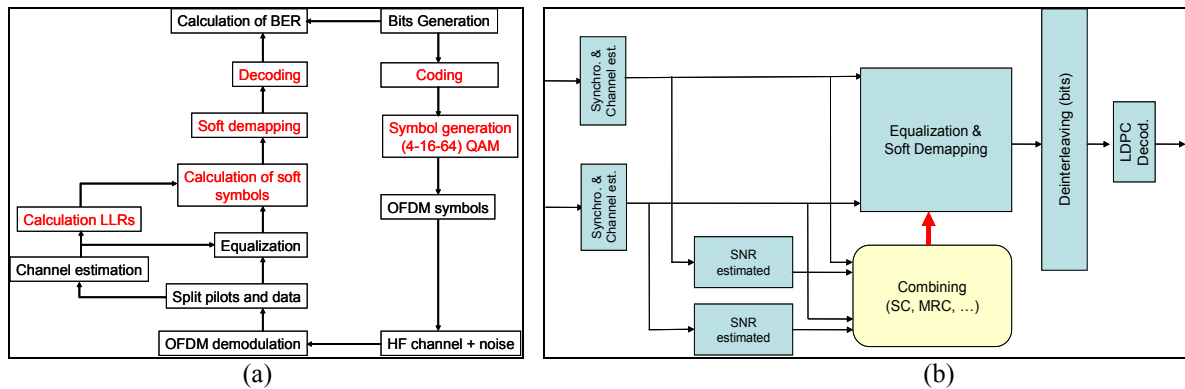 Calculation of BER
Bits Generation
Decoding
Coding
Soft demapping
Symbol generation
(4-16-64) QAM
Calculation of soft
symbols
Calculation LLRs
OFDM symbols
Equalization
Channel estimation
Split pilots and data
OFDM demodulation
HF channel + noise
(a)
Synchro. &
Channel est.
Synchro. &
Channel est.
Equalization &
Soft Demapping
Deinterleaving (bits)
LDPC
Decod.
SNR
estimated
SNR
estimated
Combining
(SC, MRC, ...)
(b)